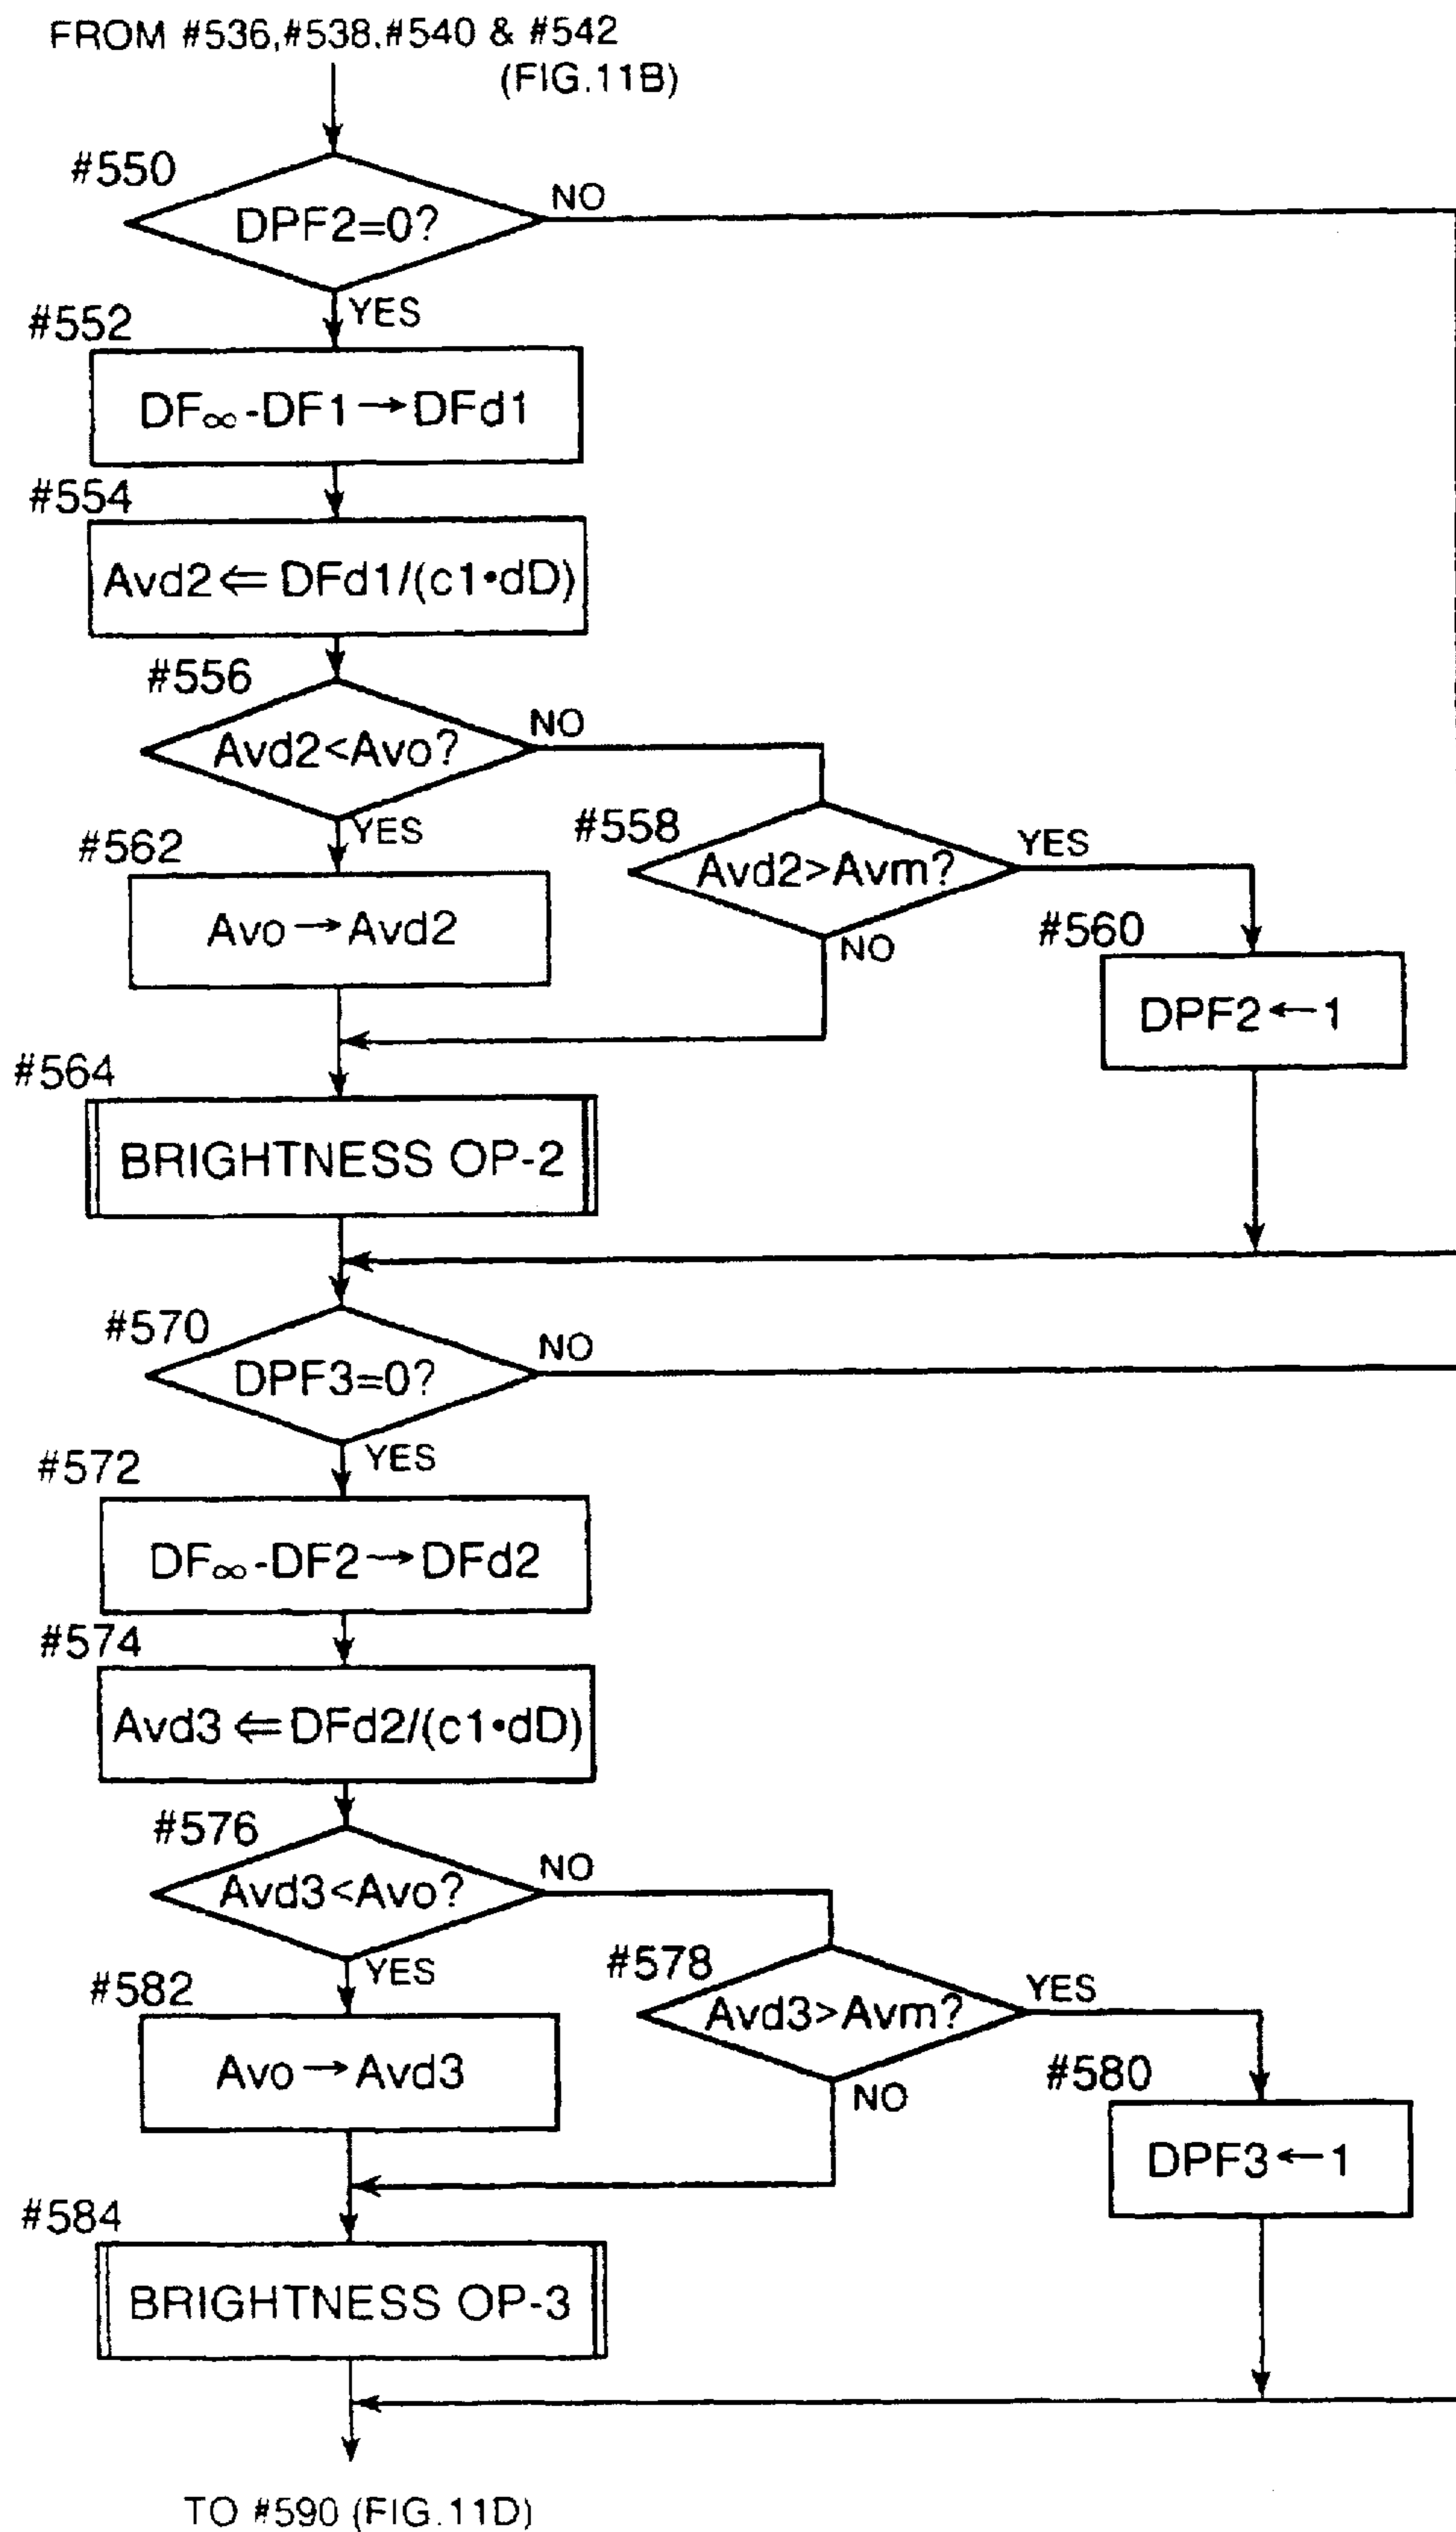 FROM #536,#538.#540 & #542
(FIG.11B)
#550
DPF2=0?
NO
YES
#552
DF∞-DF1→DFd1
#554
Avd2⇐DFd1/(c1•dD)
#556
Avd2<Avo?
NO
YES
#558
Avd2>Avm?
YES
NO
#562
Avo→Avd2
#560
DPF2←1
#564
BRIGHTNESS OP-2
#570
DPF3=0?
NO
YES
#572
DF∞-DF2→DFd2
#574
Avd3⇐DFd2/(c1•dD)
#576
Avd3<Avo?
NO
YES
#578
Avd3>Avm?
YES
NO
#582
Avo→Avd3
#580
DPF3←1
#584
BRIGHTNESS OP-3
TO #590 (FIG.11D)